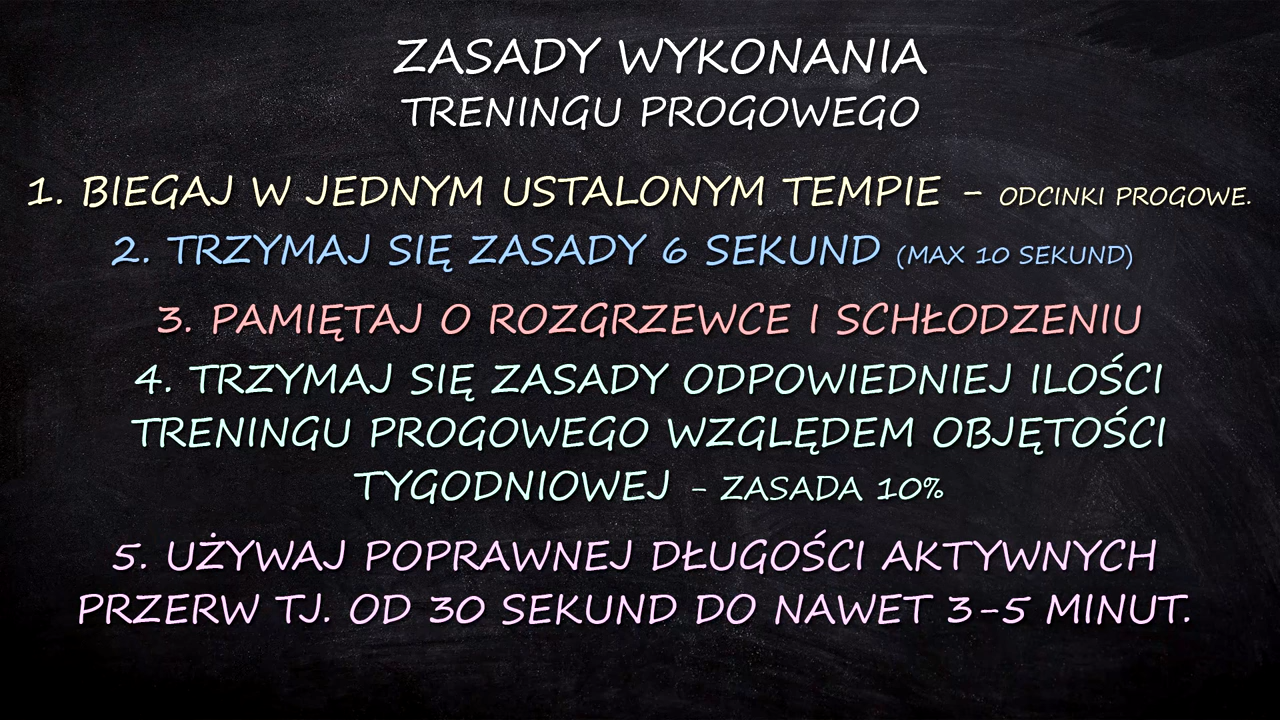 ZASADY WYKONANIA
TRENINGU PROGOWEGO
1. BIEGAJ W JEDNYM USTALONYM TEMPIE - ODCINKI PROGOWE.
2. TRZYMAJ SIĘ ZASADY 6 SEKUND (MAX 10 SEKUND)
3. PAMIĘTAJ O ROZGRZEWCE I SCHŁODZENIU
4. TRZYMAJ SIĘ ZASADY ODPOWIEDNIEJ ILOŚCI
TRENINGU PROGOWEGO WZGLĘDEM OBJĘTOŚCI
TYGODNIOWEJ - ZASADA 10%
5. UŻYWAJ POPRAWNEJ DŁUGOŚCI AKTYWNYCH
PRZERW TJ. OD 30 SEKUND DO NAWET 3-5 MINUT.